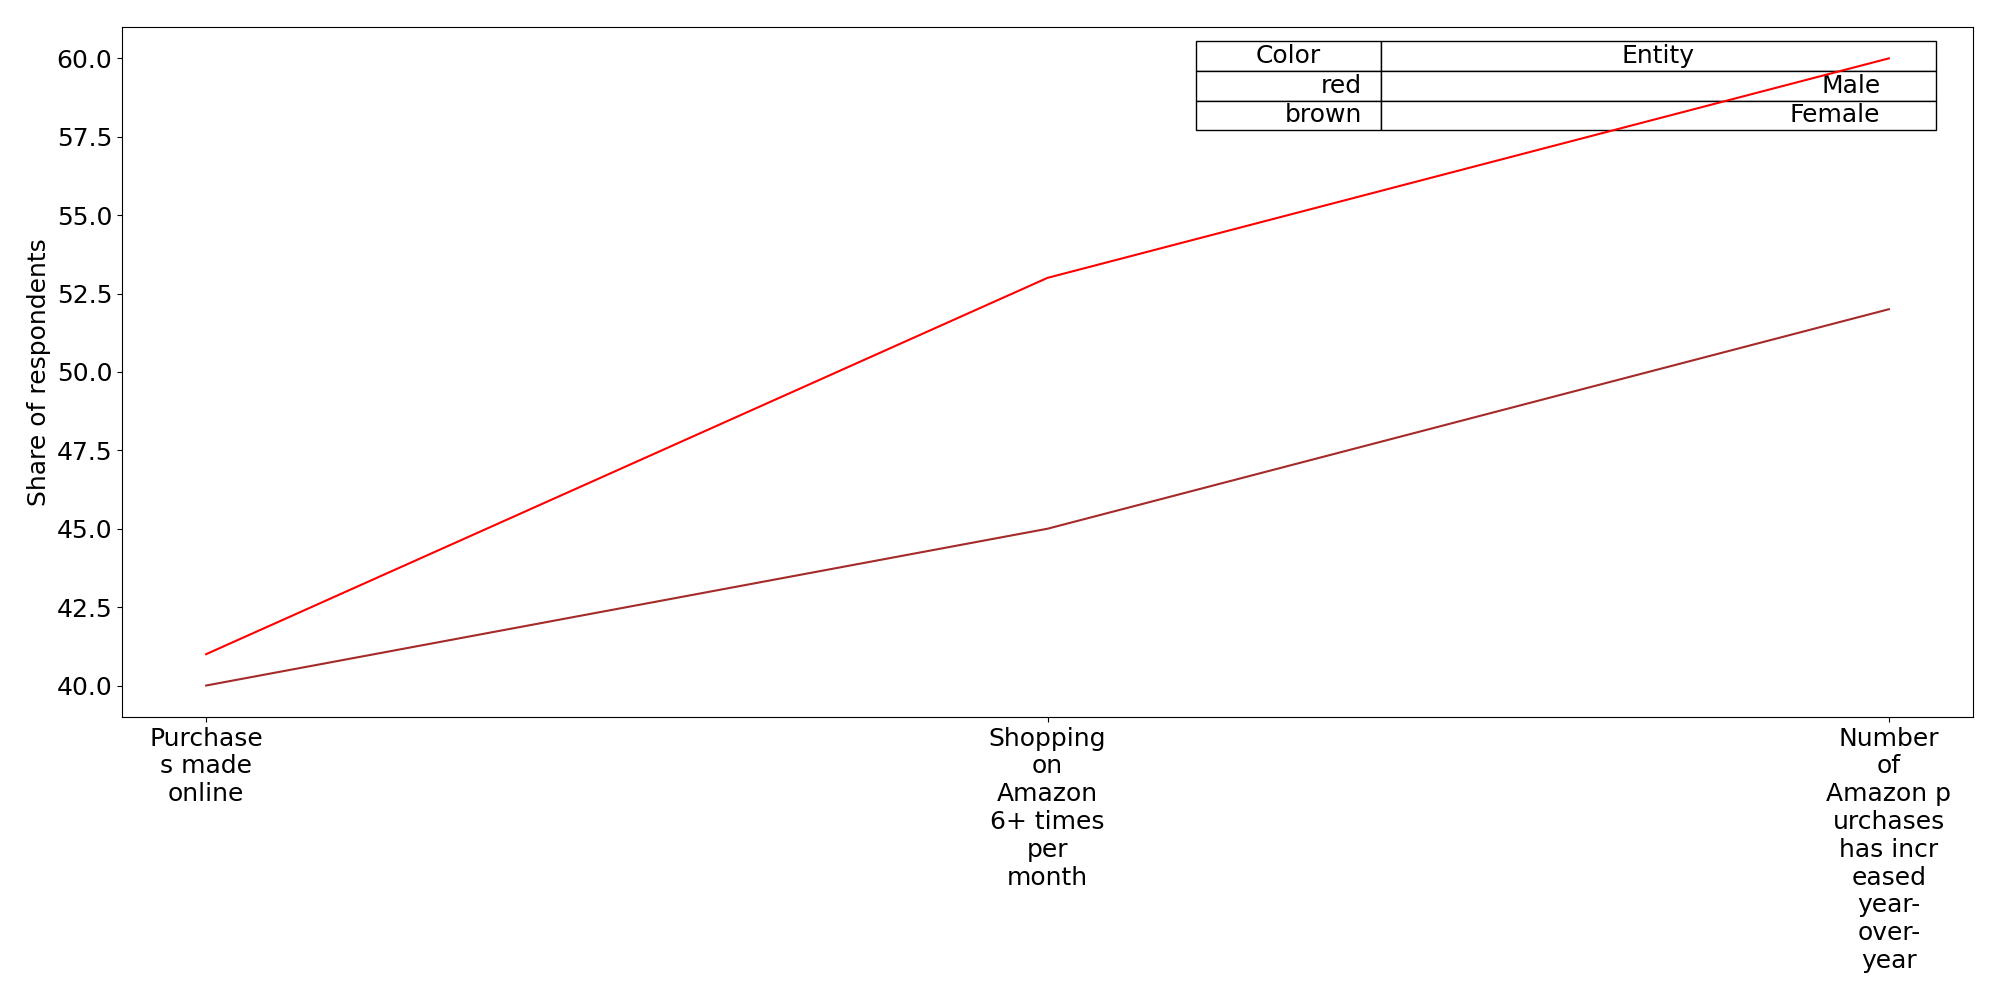 60.0
57.5
55.0
52.5
50.0
47.5
45.0
42.5
40.0
Share of respondents
Color Entity
red Male
brown Female
Purchase
s made
online
Shopping
on
Amazon
6+ times
per
month
Number
of
Amazon p
urchases
has incr
eased
year-
over-
year